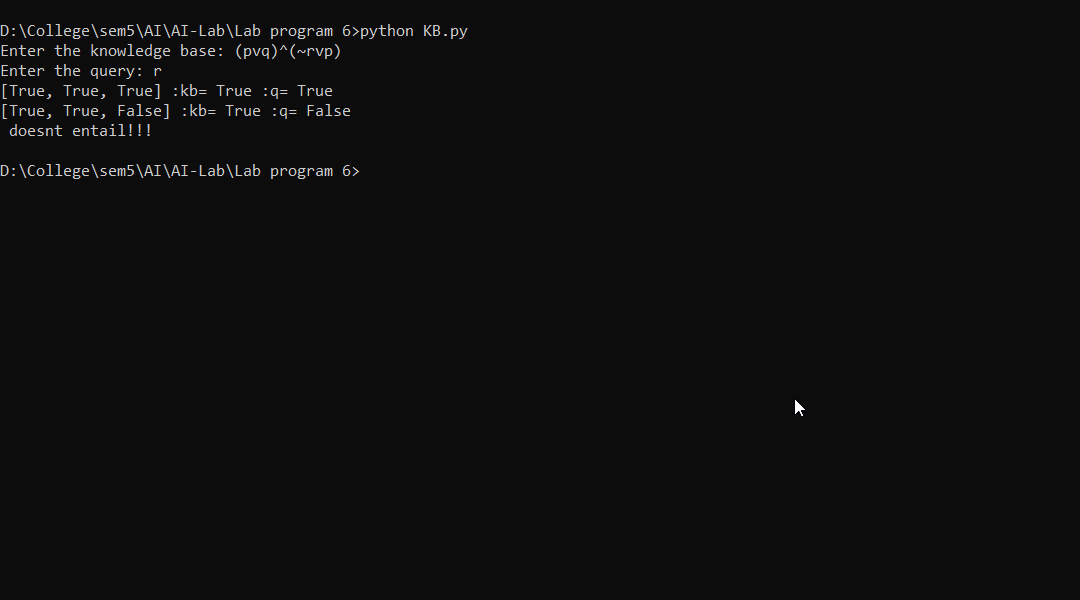 D:\College\sem5\AI\AI-Lab\Lab program 6>python KB.py
Enter the knowledge base: (pvq)^(~rvp)
Enter the query: r
[True, True, True] :kb= True :q= True
[True, True, False] :kb= True :q= False
 doesnt entail!!!
D:\College\sem5\AI\AI-Lab\Lab program 6>